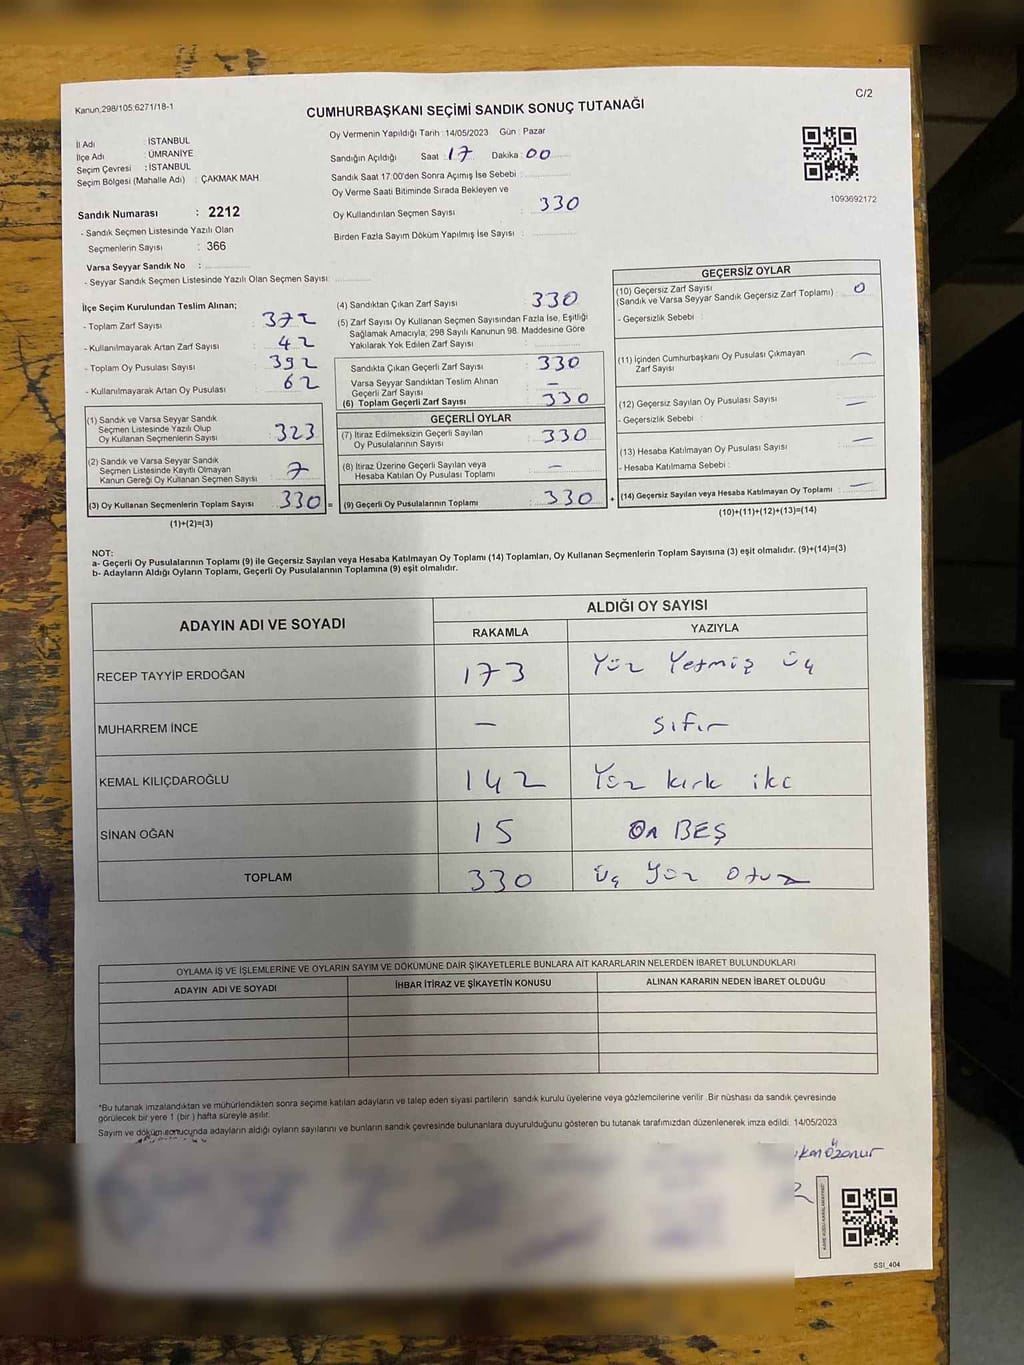 Kanun,298/105;6271/18-1
C/2
CUMHURBAŞKANI SEÇİMİ SANDIK SONUÇ TUTANAĞI
İl Adı : İSTANBUL
İlçe Adı : ÜMRANİYE
Seçim Çevresi : İSTANBUL
Seçim Bölgesi (Mahalle Adı) : ÇAKMAK MAH.
Sandık Numarası : 2212
- Sandık Seçmen Listesinde Yazılı Olan
Seçmenlerin Sayısı : 366
Varsa Seyyar Sandık No :
- Seyyar Sandık Seçmen Listesinde Yazılı Olan Seçmen Sayısı:
Oy Vermenin Yapıldığı Tarih : 14/05/2023 Gün : Pazar
Sandığın Açıldığı Saat : 17 Dakika : 00
Sandık Saat 17:00'den Sonra Açımış İse Sebebi :
Oy Verme Saati Bitiminde Sırada Bekleyen ve
Oy Kullandırılan Seçmen Sayısı : 330
Birden Fazla Sayım Döküm Yapılmış İse Sayısı :
1093692172
İlçe Seçim Kurulundan Teslim Alınan;
- Toplam Zarf Sayısı : 372
- Kullanılmayarak Artan Zarf Sayısı : 42
- Toplam Oy Pusulası Sayısı : 392
- Kullanılmayarak Artan Oy Pusulası : 62
(1) Sandık ve Varsa Seyyar Sandık
Seçmen Listesinde Yazılı Olup
Oy Kullanan Seçmenlerin Sayısı : 323
(2) Sandık ve Varsa Seyyar Sandık
Seçmen Listesinde Kayıtlı Olmayan
Kanun Gereği Oy Kullanan Seçmen Sayısı : 7
(3) Oy Kullanan Seçmenlerin Toplam Sayısı : 330 =
(1)+(2)=(3)
(4) Sandıktan Çıkan Zarf Sayısı : 330
(5) Zarf Sayısı Oy Kullanan Seçmen Sayısından Fazla İse, Eşitliği
Sağlamak Amacıyla, 298 Sayılı Kanunun 98. Maddesine Göre
Yakılarak Yok Edilen Zarf Sayısı :
Sandıkta Çıkan Geçerli Zarf Sayısı : 330
Varsa Seyyar Sandıktan Teslim Alınan
Geçerli Zarf Sayısı : —
(6) Toplam Geçerli Zarf Sayısı : 330
GEÇERLİ OYLAR
(7) İtiraz Edilmeksizin Geçerli Sayılan
Oy Pusulalarının Sayısı : 330
(8) İtiraz Üzerine Geçerli Sayılan veya
Hesaba Katılan Oy Pusulası Toplamı : —
(9) Geçerli Oy Pusulalarının Toplamı : 330 +
GEÇERSİZ OYLAR
(10) Geçersiz Zarf Sayısı
(Sandık ve Varsa Seyyar Sandık Geçersiz Zarf Toplamı) : 0
- Geçersizlik Sebebi :
(11) İçinden Cumhurbaşkanı Oy Pusulası Çıkmayan
Zarf Sayısı : —
(12) Geçersiz Sayılan Oy Pusulası Sayısı : —
- Geçersizlik Sebebi :
(13) Hesaba Katılmayan Oy Pusulası Sayısı : —
- Hesaba Katılmama Sebebi :
(14) Geçersiz Sayılan veya Hesaba Katılmayan Oy Toplamı : —
(10)+(11)+(12)+(13)=(14)
NOT:
a- Geçerli Oy Pusulalarının Toplamı (9) ile Geçersiz Sayılan veya Hesaba Katılmayan Oy Toplamı (14) Toplamları, Oy Kullanan Seçmenlerin Toplam Sayısına (3) eşit olmalıdır. (9)+(14)=(3)
b- Adayların Aldığı Oyların Toplamı, Geçerli Oy Pusulalarının Toplamına (9) eşit olmalıdır.
ADAYIN ADI VE SOYADI
ALDIĞI OY SAYISI
RAKAMLA YAZIYLA
RECEP TAYYİP ERDOĞAN 173 Yüz Yetmiş üç
MUHARREM İNCE — sıfır
KEMAL KILIÇDAROĞLU 142 Yüz kırk iki
SİNAN OĞAN 15 On BEŞ
TOPLAM 330 üç yüz otuz
OYLAMA İŞ VE İŞLEMLERİNE VE OYLARIN SAYIM VE DÖKÜMÜNE DAİR ŞİKAYETLERLE BUNLARA AİT KARARLARIN NELERDEN İBARET BULUNDUKLARI
ADAYIN ADI VE SOYADI İHBAR İTİRAZ VE ŞİKAYETİN KONUSU ALINAN KARARIN NEDEN İBARET OLDUĞU
*Bu tutanak imzalandıktan ve mühürlendikten sonra seçime katılan adayların ve talep eden siyasi partilerin sandık kurulu üyelerine veya gözlemcilerine verilir. Bir nüshası da sandık çevresinde
görülecek bir yere 1 (bir ) hafta süreyle asılır.
Sayım ve döküm sonucunda adayların aldığı oyların sayılarını ve bunların sandık çevresinde bulunanlara duyurulduğunu gösteren bu tutanak tarafımızdan düzenlenerek imza edildi. 14/05/2023
SSI_404